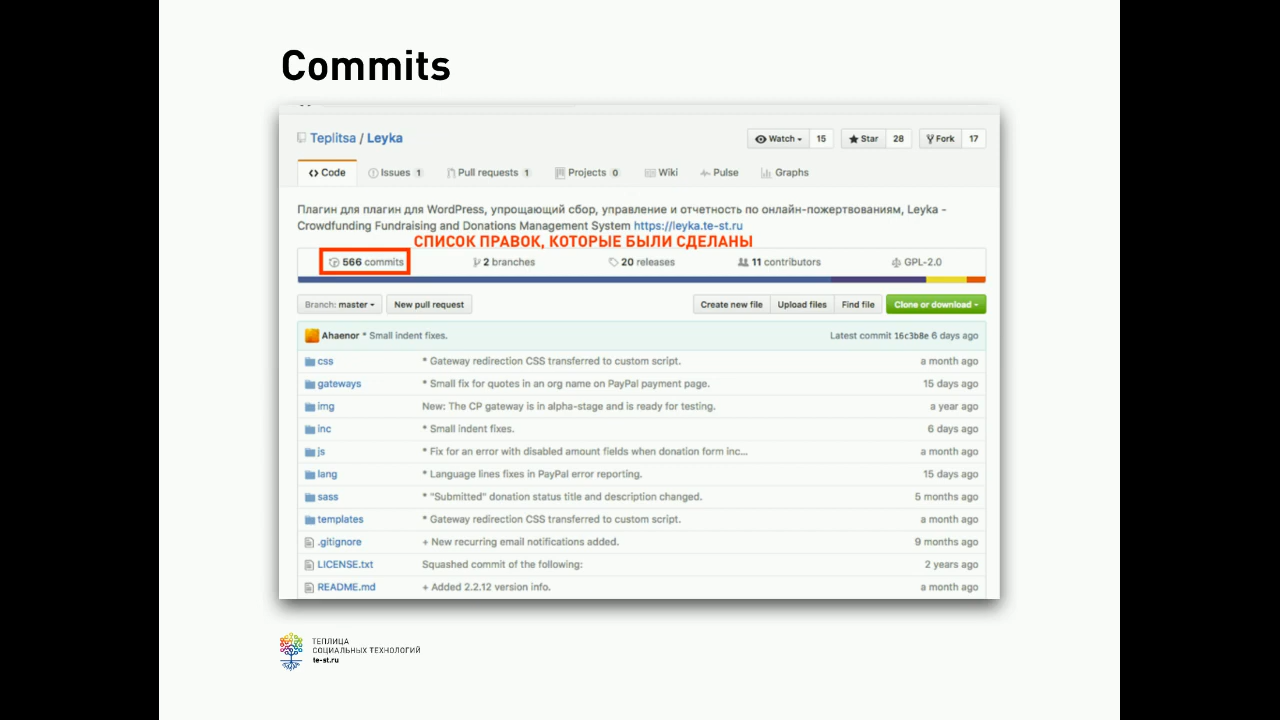 Commits
Teplitsa / Leyka
Watch 15 Star 28 Fork 17
Code Issues 1 Pull requests 1 Projects 0 Wiki Pulse Graphs
Плагин для плагин для WordPress, упрощающий сбор, управление и отчетность по онлайн-пожертвованиям, Leyka -
Crowdfunding Fundraising and Donations Management System https://leyka.te-st.ru
СПИСОК ПРАВОК, КОТОРЫЕ БЫЛИ СДЕЛАНЫ
566 commits 2 branches 20 releases 11 contributors GPL-2.0
Branch: master New pull request Create new file Upload files Find file Clone or download
Ahaenor * Small indent fixes. Latest commit 16c3b8e 6 days ago
css * Gateway redirection CSS transferred to custom script. a month ago
gateways * Small fix for quotes in an org name on PayPal payment page. 15 days ago
img New: The CP gateway is in alpha-stage and is ready for testing. a year ago
inc * Small indent fixes. 6 days ago
js * Fix for an error with disabled amount fields when donation form inc... a month ago
lang * Language lines fixes in PayPal error reporting. 15 days ago
sass * "Submitted" donation status title and description changed. 5 months ago
templates * Gateway redirection CSS transferred to custom script. a month ago
.gitignore + New recurring email notifications added. 9 months ago
LICENSE.txt Squashed commit of the following: 2 years ago
README.md + Added 2.2.12 version info. a month ago
ТЕПЛИЦА
СОЦИАЛЬНЫХ ТЕХНОЛОГИЙ
te-st.ru